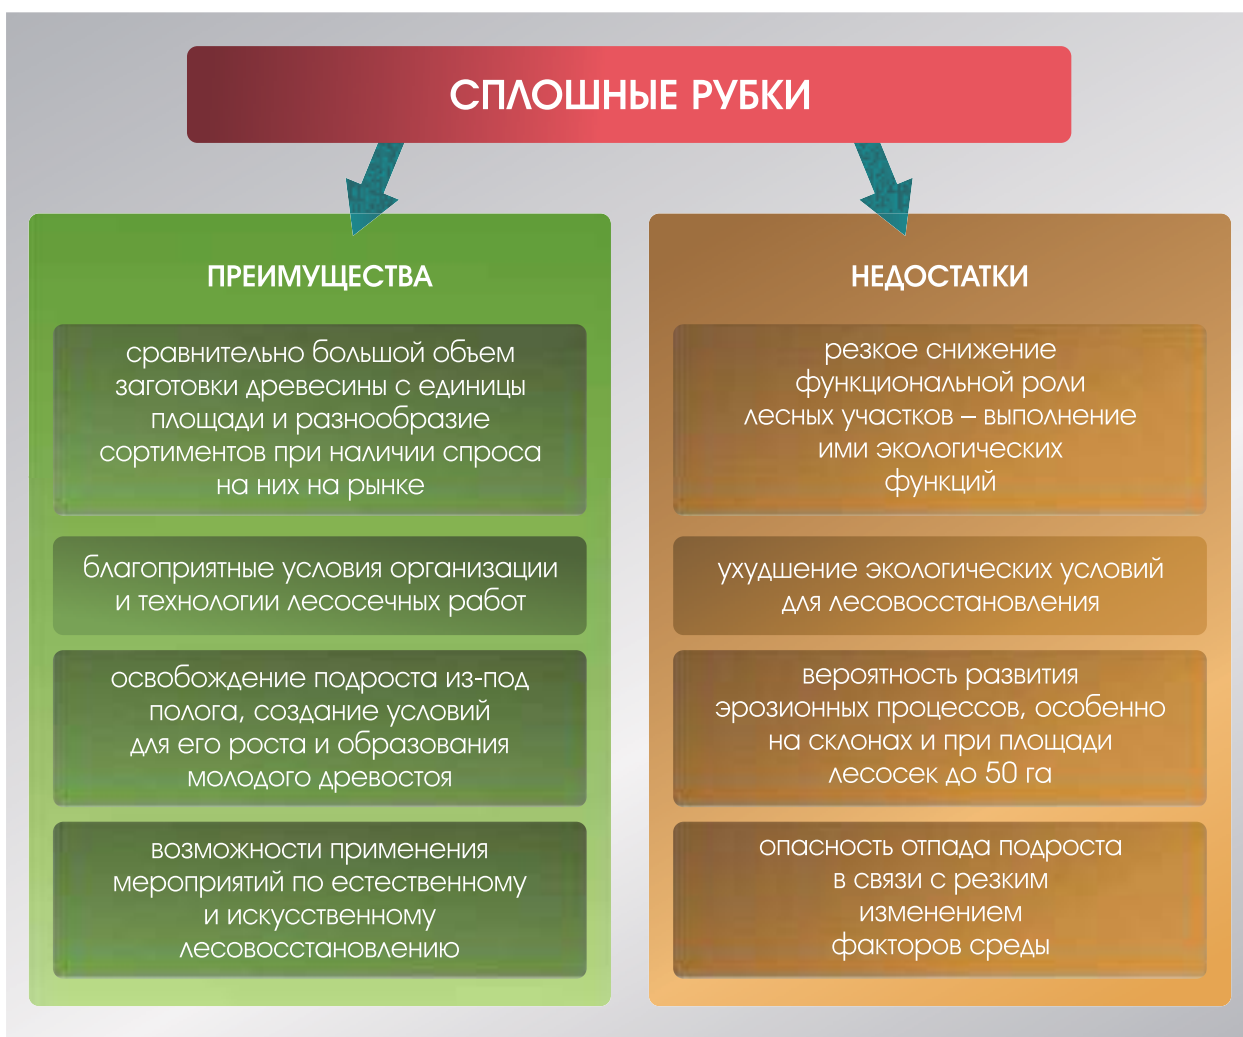 СПЛОШНЫЕ РУБКИ
ПРЕИМУЩЕСТВА
сравнительно большой объем
заготовки древесины с единицы
площади и разнообразие
сортиментов при наличии спроса
на них на рынке
благоприятные условия организации
и технологии лесосечных работ
освобождение подроста из-под
полога, создание условий
для его роста и образования
молодого древостоя
возможности применения
мероприятий по естественному
и искусственному
лесовосстановлению
НЕДОСТАТКИ
резкое снижение
функциональной роли
лесных участков – выполнение
ими экологических
функций
ухудшение экологических условий
для лесовосстановления
вероятность развития
эрозионных процессов, особенно
на склонах и при площади
лесосек до 50 га
опасность отпада подроста
в связи с резким
изменением
факторов среды